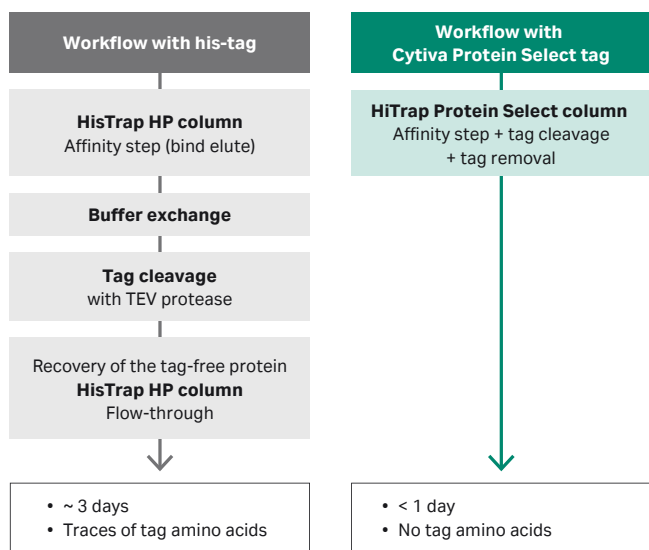 Workflow with his-tag
HisTrap HP column
Affinity step (bind elute)
Buffer exchange
Tag cleavage
with TEV protease
Recovery of the tag-free protein
HisTrap HP column
Flow-through
• ~ 3 days
• Traces of tag amino acids
Workflow with
Cytiva Protein Select tag
HiTrap Protein Select column
Affinity step + tag cleavage
+ tag removal
• < 1 day
• No tag amino acids